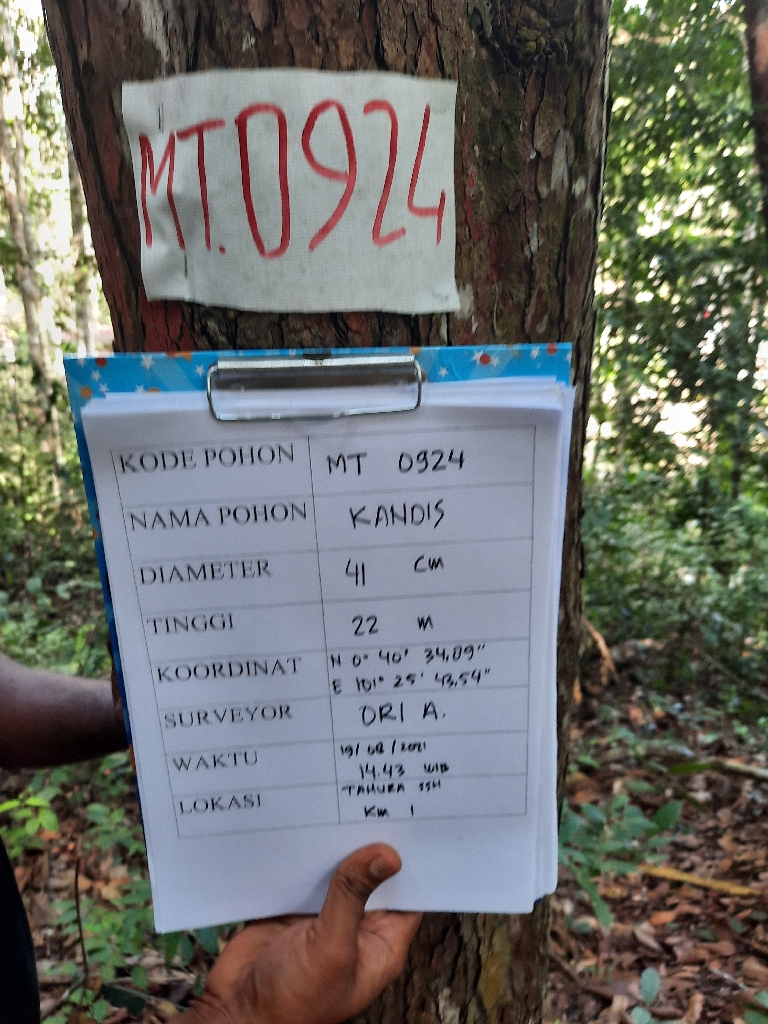 MT.0924
KODE POHON MT 0924
NAMA POHON KANDIS
DIAMETER 41 cm
TINGGI 22 m
KOORDINAT N 0° 40' 34,09"
E 101° 25' 43,54"
SURVEYOR ORI A.
WAKTU 19/08/2021
14.43 WIB
LOKASI TAHURA SSH
Km 1